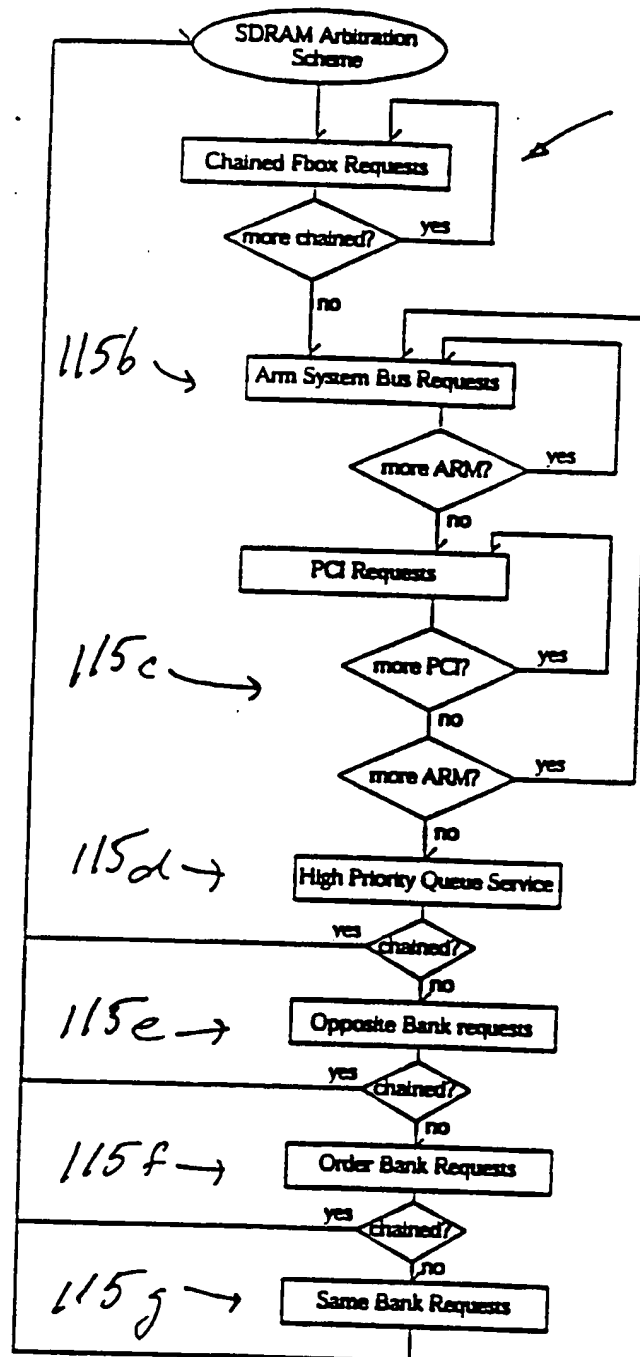 SDRAM Arbitration
Scheme
Chained Fbox Requests
more chained?
yes
no
115b
Arm System Bus Requests
more ARM?
yes
no
PCI Requests
115c
more PCI?
yes
no
more ARM?
yes
no
115d
High Priority Queue Service
yes
chained?
no
115e
Opposite Bank requests
yes
chained?
no
115f
Order Bank Requests
yes
Chained?
no
115g
Same Bank Requests